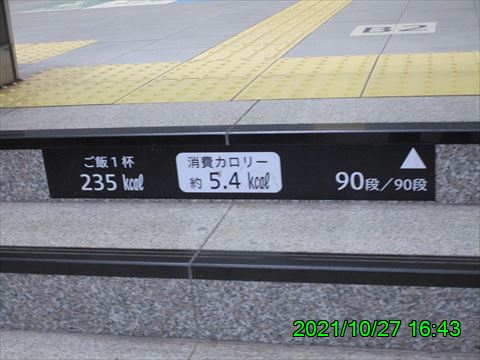 B2
ご飯1杯
235 kcal
消費カロリー
約 5.4 kcal
90段/90段
2021/10/27 16:43